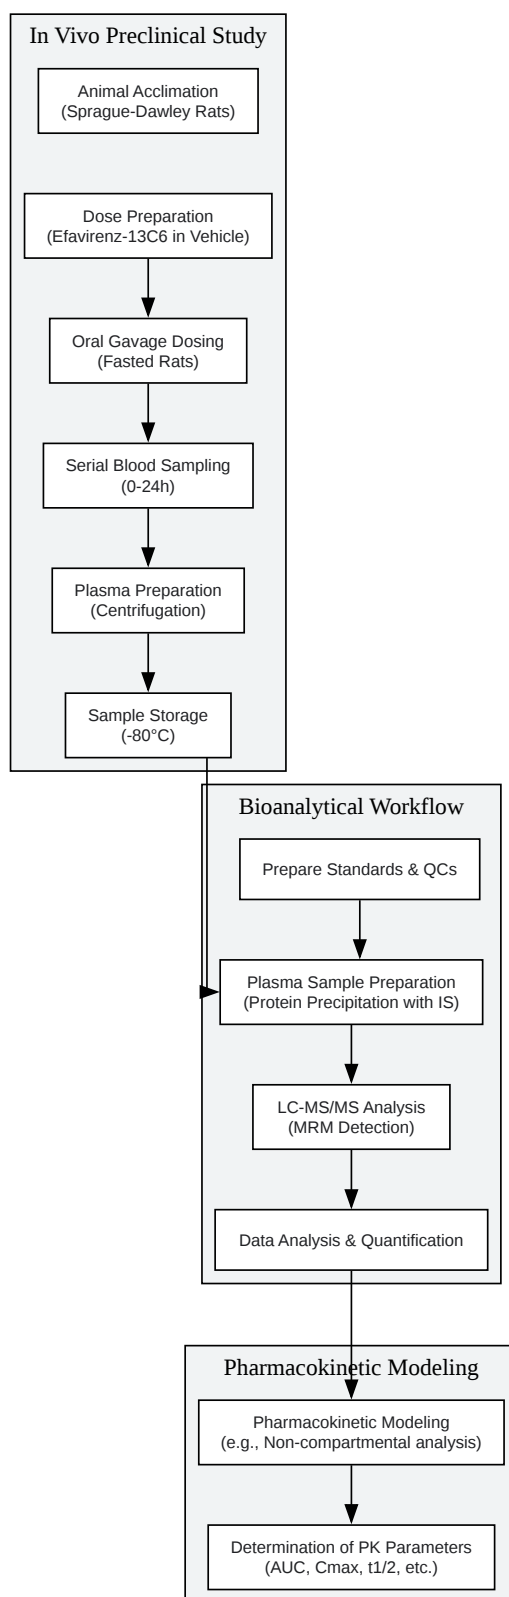 In Vivo Preclinical Study
Animal Acclimation
(Sprague-Dawley Rats)
Dose Preparation
(Efavirenz-13C6 in Vehicle)
Oral Gavage Dosing
(Fasted Rats)
Serial Blood Sampling
(0-24h)
Plasma Preparation
(Centrifugation)
Sample Storage
(-80°C)
Bioanalytical Workflow
Prepare Standards & QCs
Plasma Sample Preparation
(Protein Precipitation with IS)
LC-MS/MS Analysis
(MRM Detection)
Data Analysis & Quantification
Pharmacokinetic Modeling
Pharmacokinetic Modeling
(e.g., Non-compartmental analysis)
Determination of PK Parameters
(AUC, Cmax, t1/2, etc.)